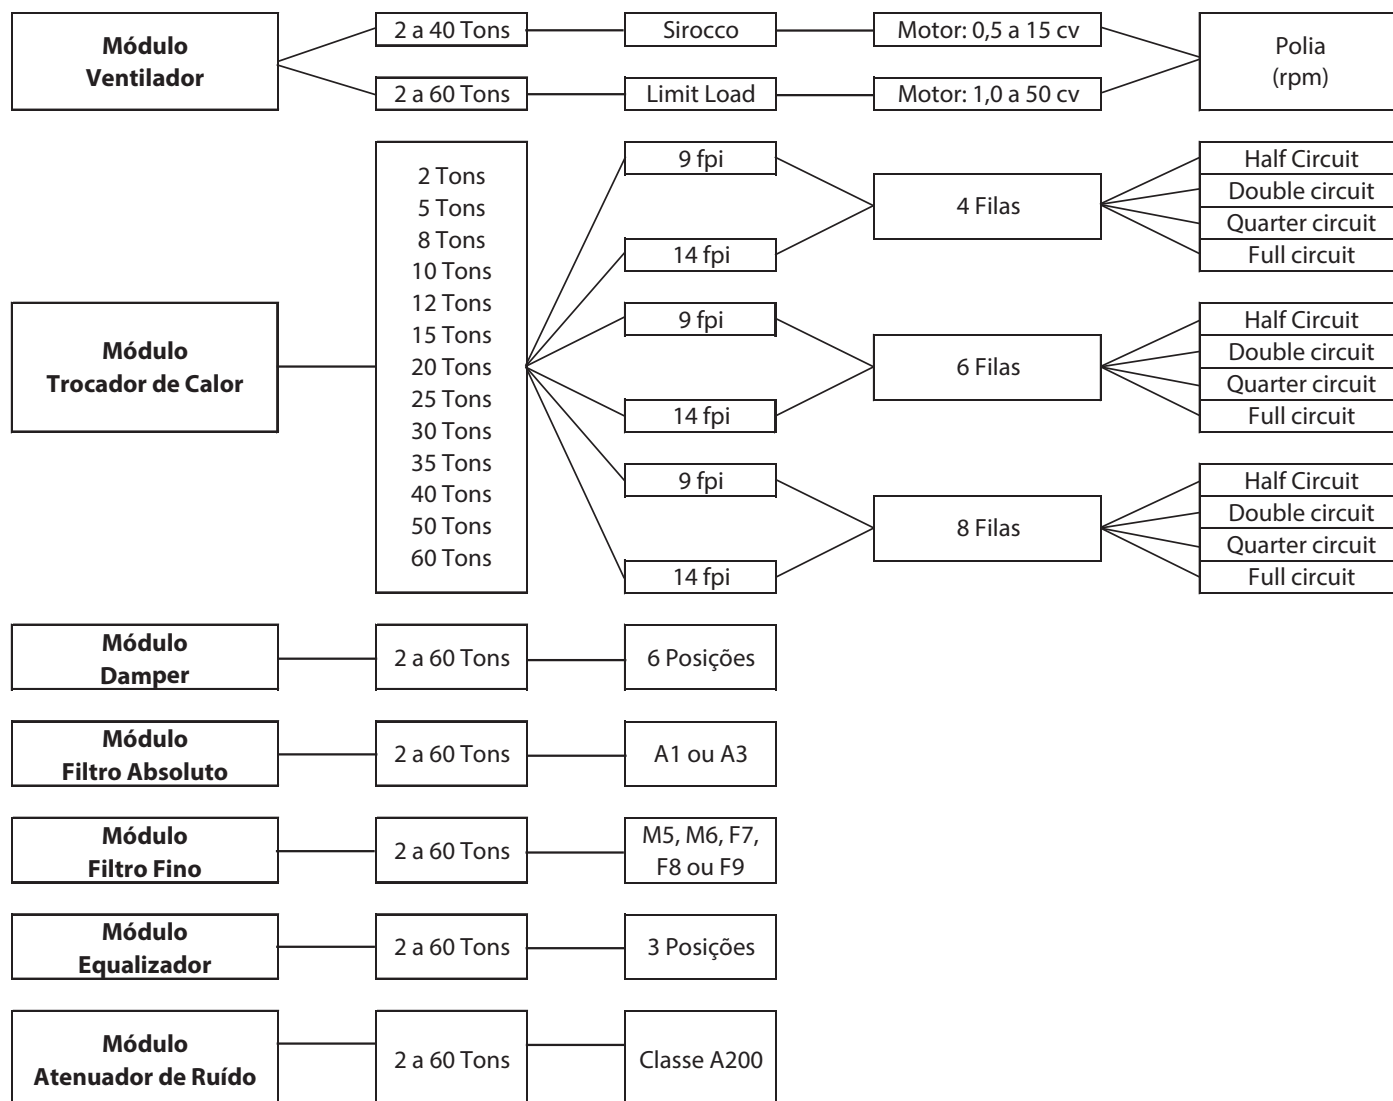 Módulo
Ventilador
2 a 40 Tons
Sirocco
Motor: 0,5 a 15 cv
2 a 60 Tons
Limit Load
Motor: 1,0 a 50 cv
Polia
(rpm)
Módulo
Trocador de Calor
2 Tons
5 Tons
8 Tons
10 Tons
12 Tons
15 Tons
20 Tons
25 Tons
30 Tons
35 Tons
40 Tons
50 Tons
60 Tons
9 fpi
14 fpi
4 Filas
Half Circuit
Double circuit
Quarter circuit
Full circuit
9 fpi
14 fpi
6 Filas
Half Circuit
Double circuit
Quarter circuit
Full circuit
9 fpi
14 fpi
8 Filas
Half Circuit
Double circuit
Quarter circuit
Full circuit
Módulo
Damper
2 a 60 Tons
6 Posições
Módulo
Filtro Absoluto
2 a 60 Tons
A1 ou A3
Módulo
Filtro Fino
2 a 60 Tons
M5, M6, F7,
F8 ou F9
Módulo
Equalizador
2 a 60 Tons
3 Posições
Módulo
Atenuador de Ruído
2 a 60 Tons
Classe A200